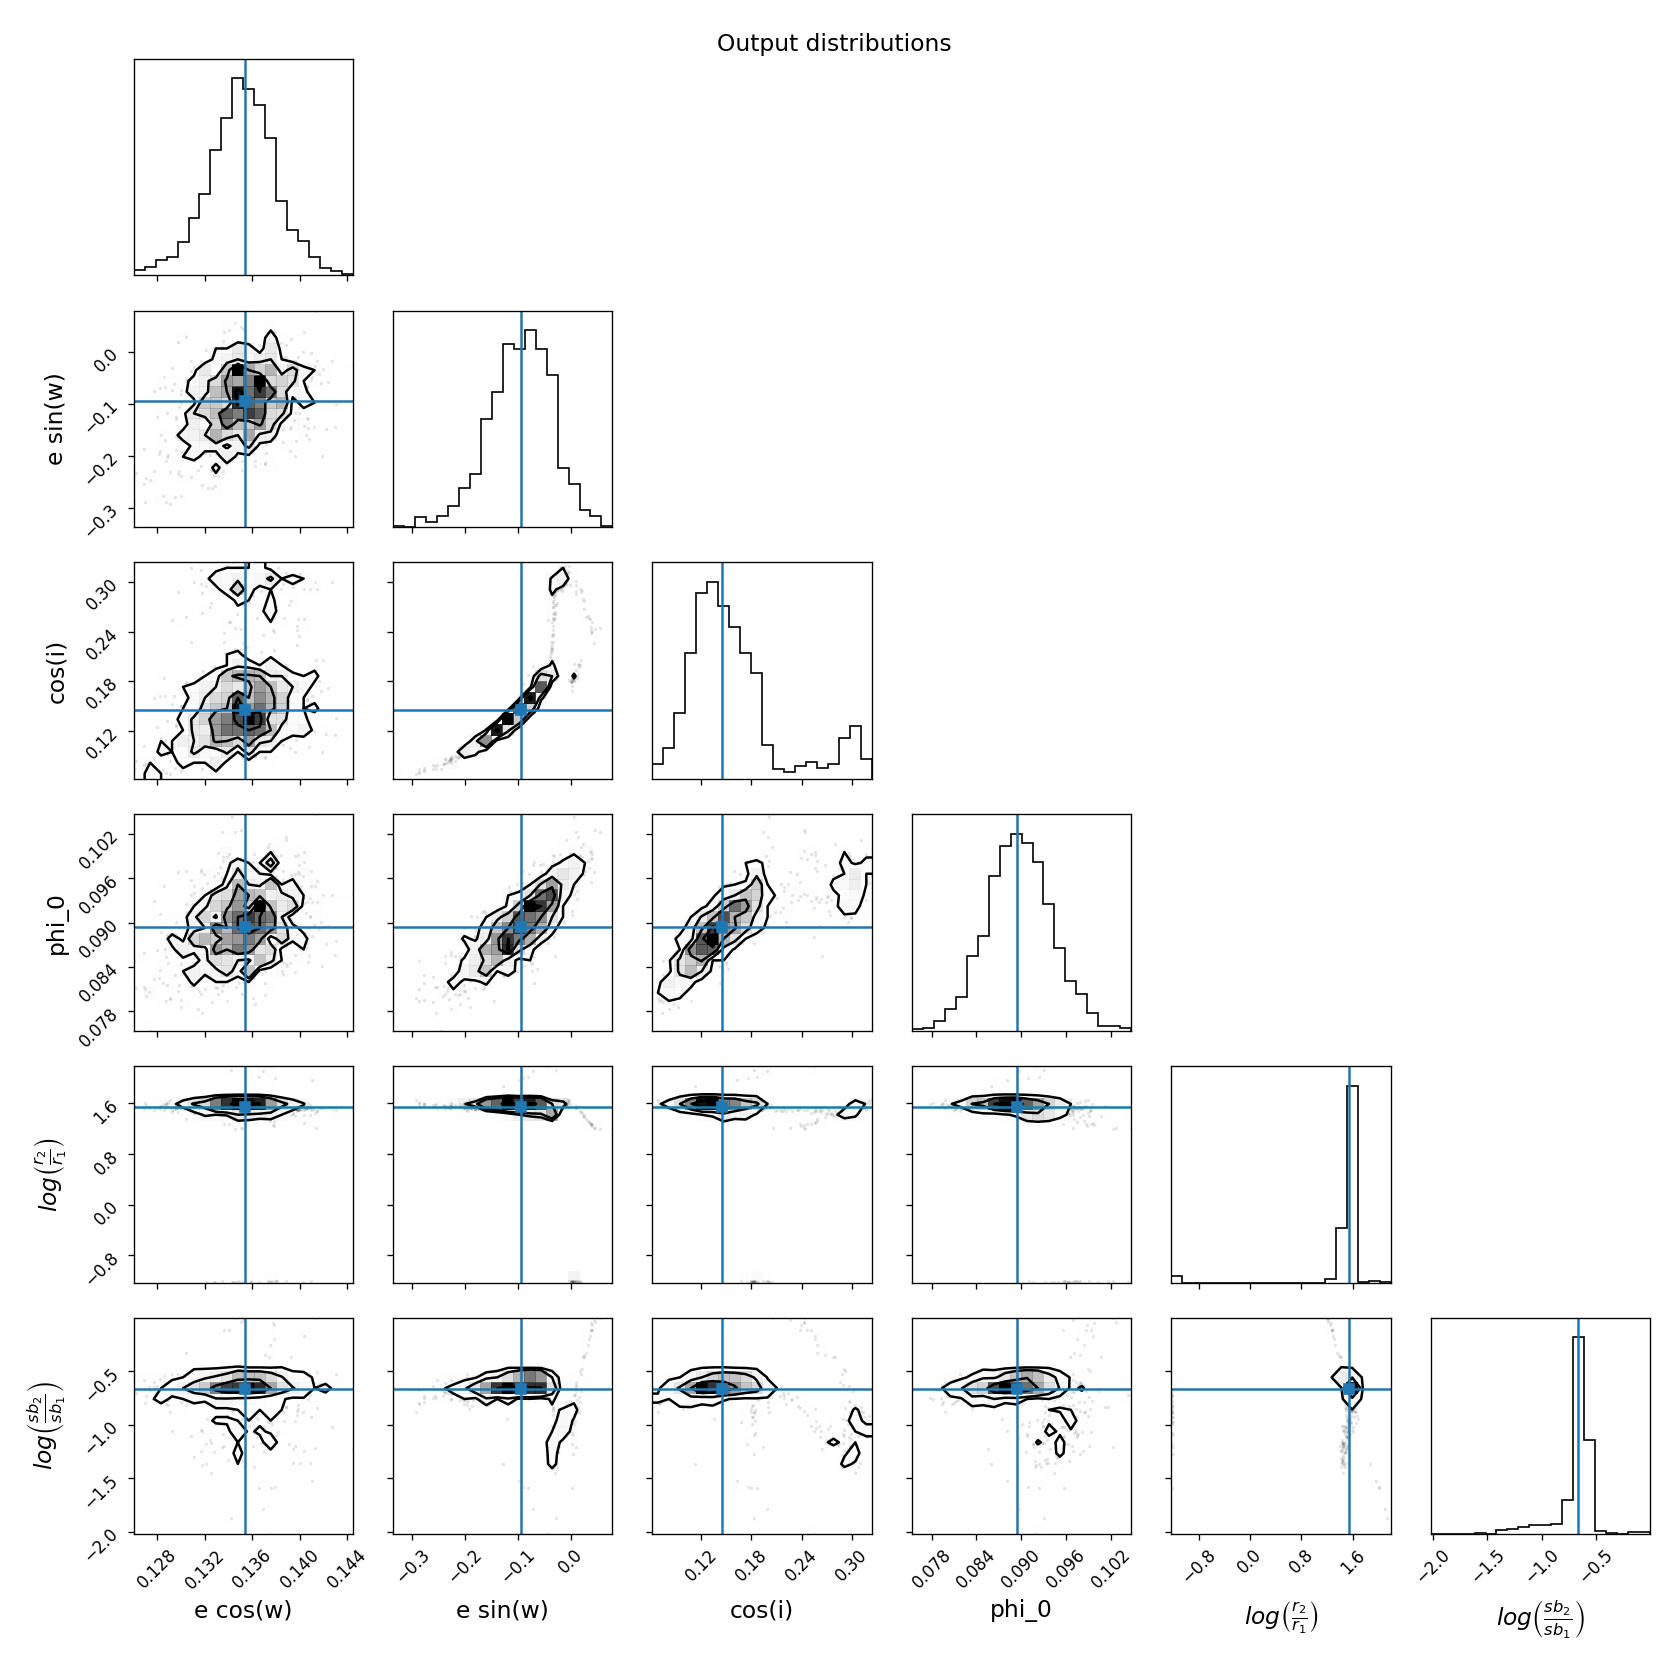 Output distributions
0.0
−0.1
−0.2
−0.3
e sin(w)
0.30
0.24
0.18
0.12
cos(i)
0.102
0.096
0.090
0.084
0.078
phi_0
1.6
0.8
0.0
−0.8
log(r₂/r₁)
−0.5
−1.0
−1.5
−2.0
log(sb₂/sb₁)
0.128 0.132 0.136 0.140 0.144 −0.3 −0.2 −0.1 0.0 0.12 0.18 0.24 0.30 0.078 0.084 0.090 0.096 0.102 −0.8 0.0 0.8 1.6 −2.0 −1.5 −1.0 −0.5
e cos(w) e sin(w) cos(i) phi_0 log(r₂/r₁) log(sb₂/sb₁)